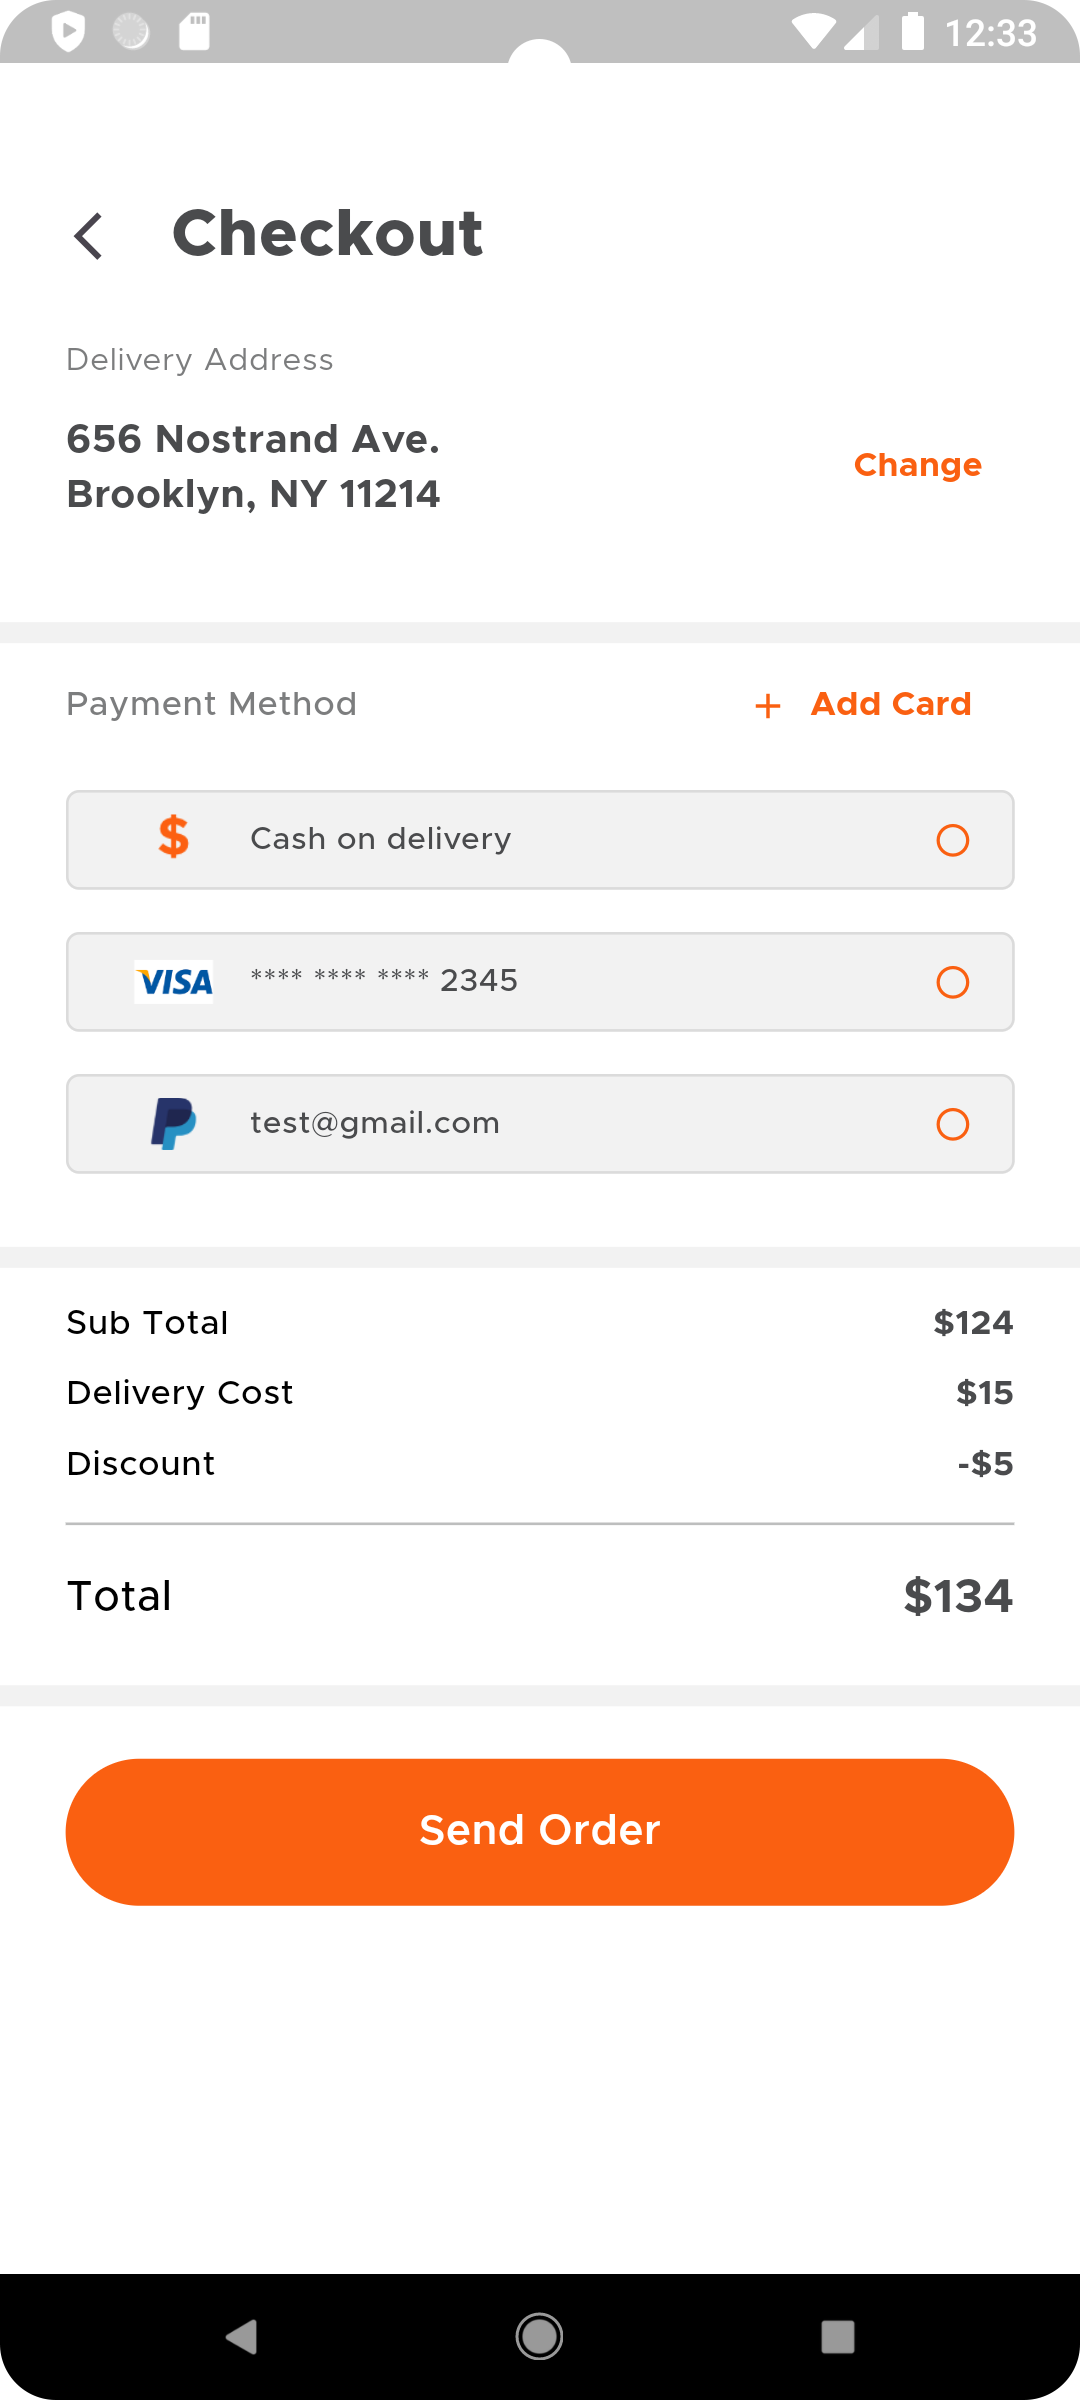 12:33
Checkout
Delivery Address
656 Nostrand Ave.
Brooklyn, NY 11214
Change
Payment Method
+ Add Card
$ Cash on delivery
VISA **** **** **** 2345
test@gmail.com
Sub Total $124
Delivery Cost $15
Discount -$5
Total $134
Send Order